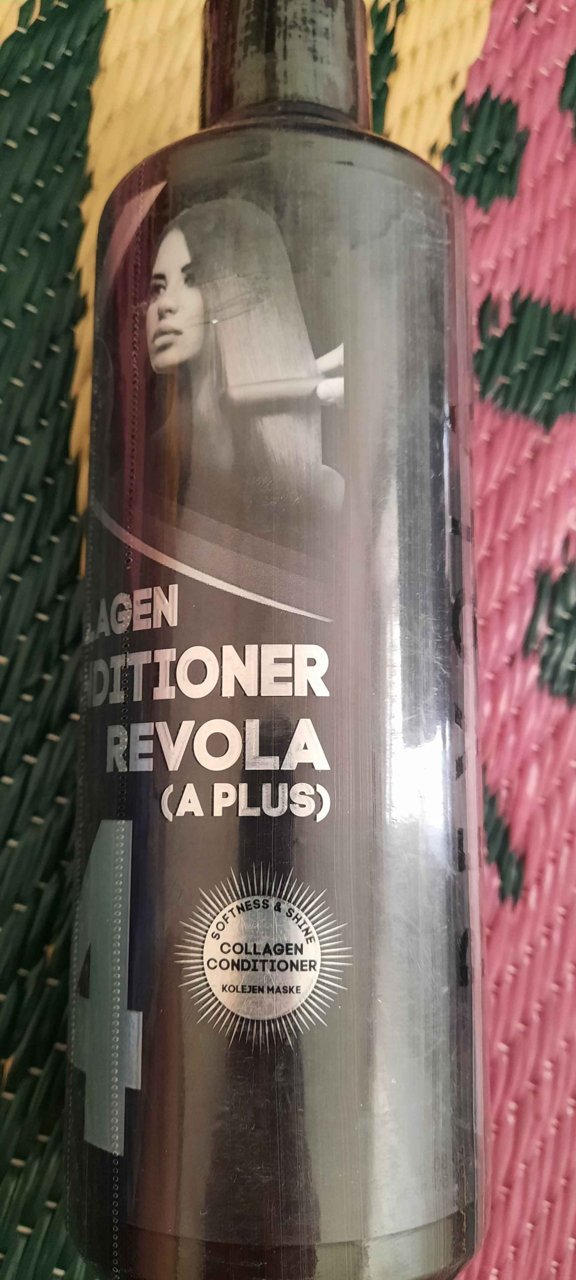 LAGEN
DITIONER
REVOLA
(A PLUS)
4
SOFTNESS & SHINE
COLLAGEN
CONDITIONER
KOLEJEN MASKE